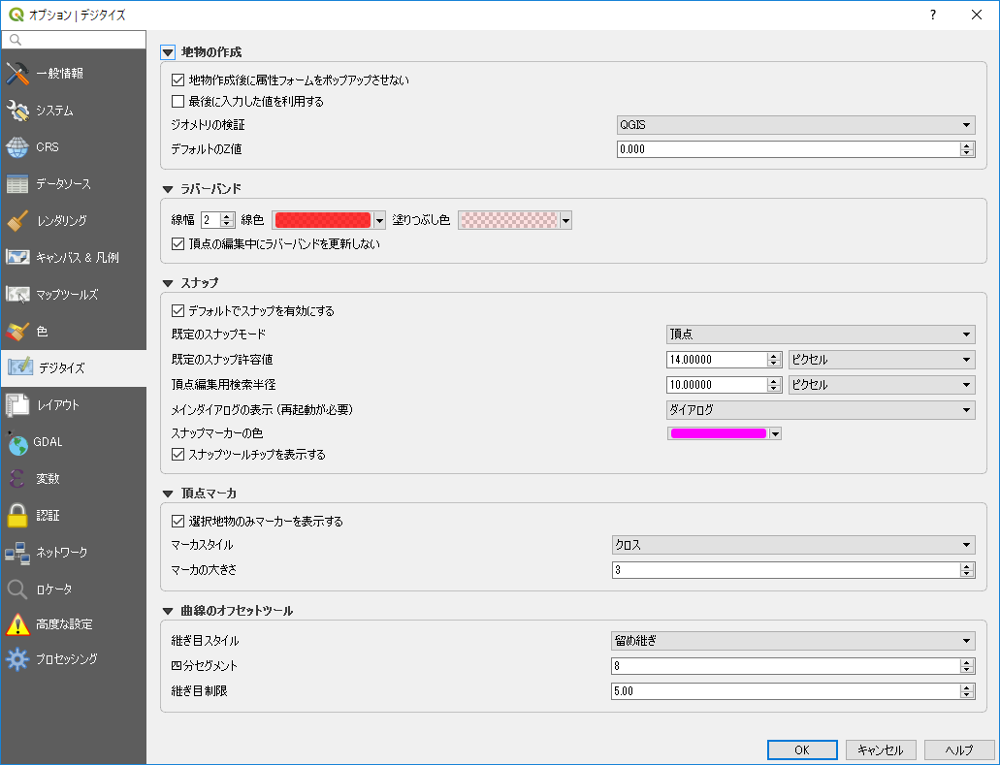 オプション | デジタイズ
?
一般情報
システム
CRS
データソース
レンダリング
キャンバス & 凡例
マップツールズ
色
デジタイズ
レイアウト
GDAL
変数
認証
ネットワーク
ロケータ
高度な設定
プロセッシング
地物の作成
地物作成後に属性フォームをポップアップさせない
最後に入力した値を利用する
ジオメトリの検証 QGIS
デフォルトのZ値 0.000
ラバーバンド
線幅 2 線色 塗りつぶし色
頂点の編集中にラバーバンドを更新しない
スナップ
デフォルトでスナップを有効にする
既定のスナップモード 頂点
既定のスナップ許容値 14.00000 ピクセル
頂点編集用検索半径 10.00000 ピクセル
メインダイアログの表示 (再起動が必要) ダイアログ
スナップマーカーの色
スナップツールチップを表示する
頂点マーカ
選択地物のみマーカーを表示する
マーカスタイル クロス
マーカの大きさ 3
曲線のオフセットツール
継ぎ目スタイル 留め継ぎ
四分セグメント 8
継ぎ目制限 5.00
OK キャンセル ヘルプ